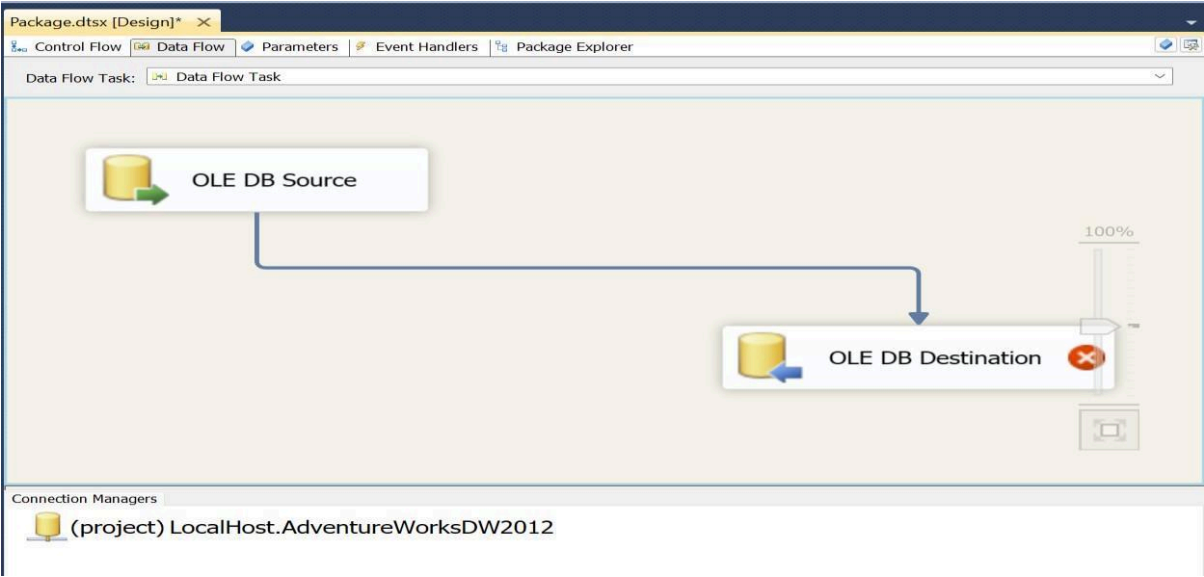 Package.dtsx [Design]*
Control Flow Data Flow Parameters Event Handlers Package Explorer
Data Flow Task: Data Flow Task
OLE DB Source
100%
OLE DB Destination
Connection Managers
(project) LocalHost.AdventureWorksDW2012